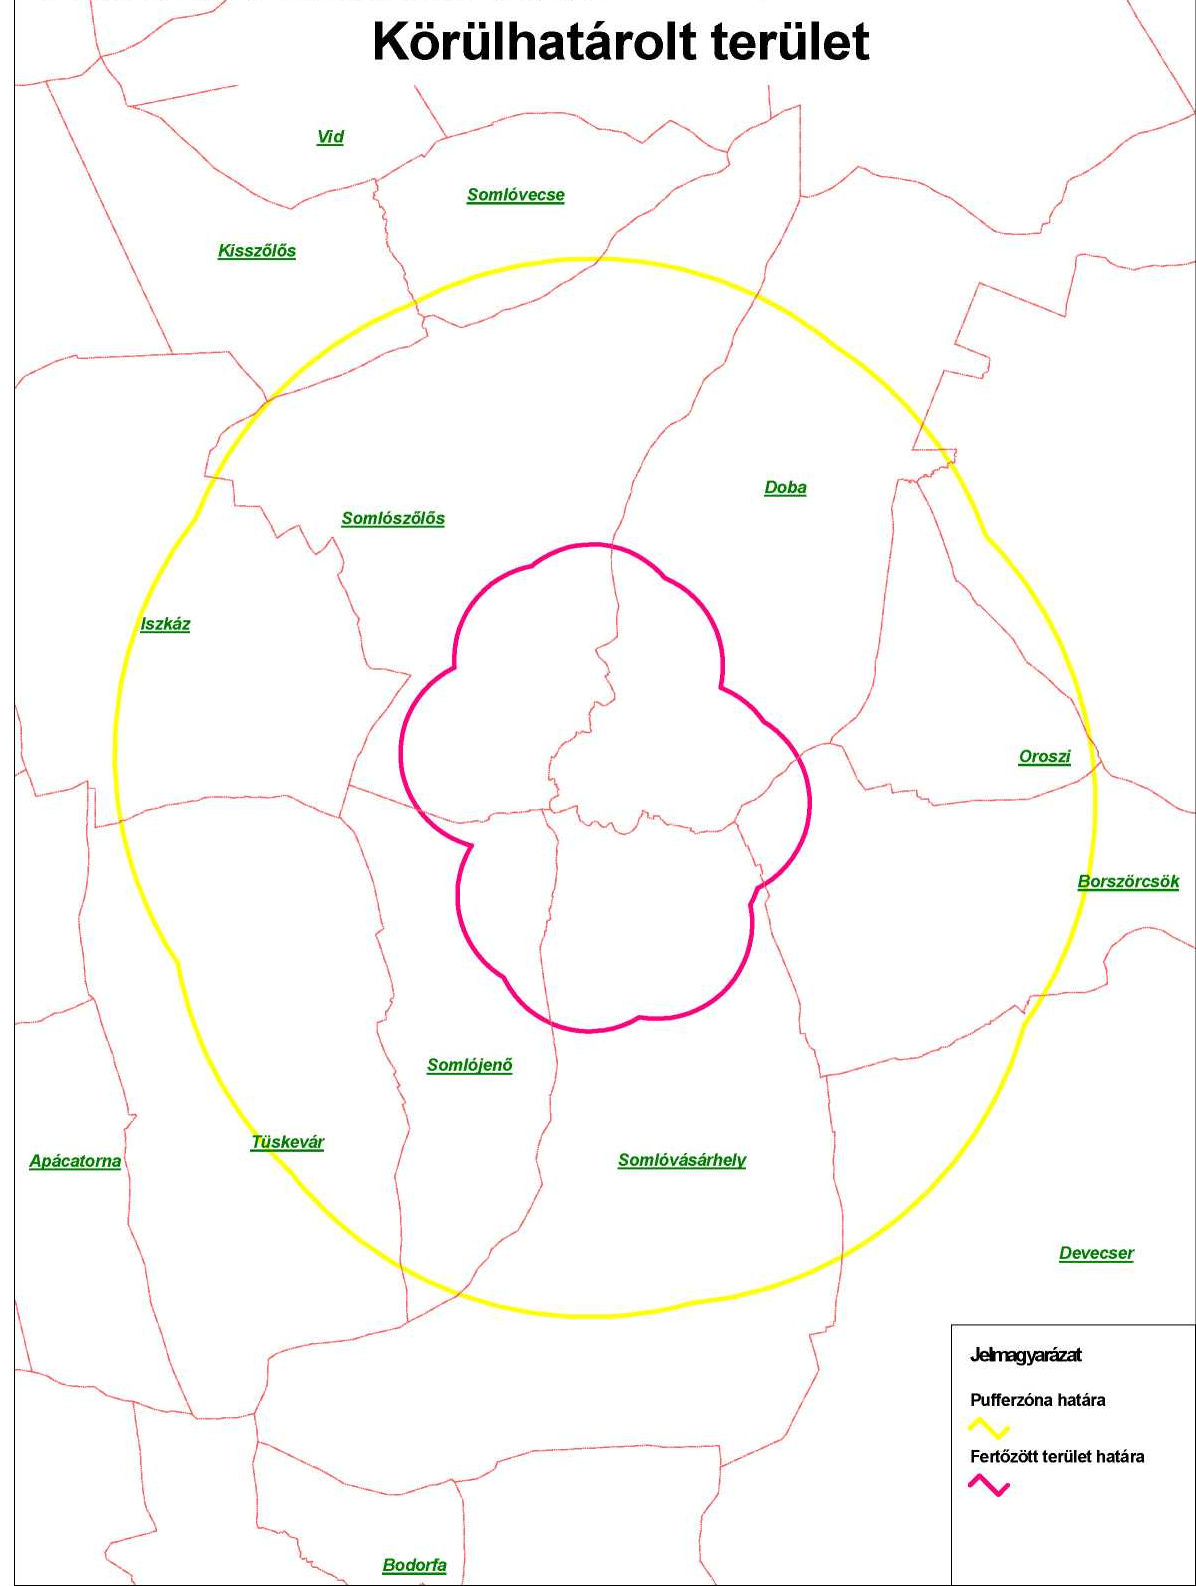 Körülhatárolt terület
Vid
Somlóvecse
Kisszőlős
Doba
Somlószőlős
Iszkáz
Oroszi
Borszörcsök
Somlójenő
Tüskevár
Apácatorna
Somlóvásárhely
Devecser
Jelmagyarázat
Pufferzóna határa
Fertőzött terület határa
Bodorfa